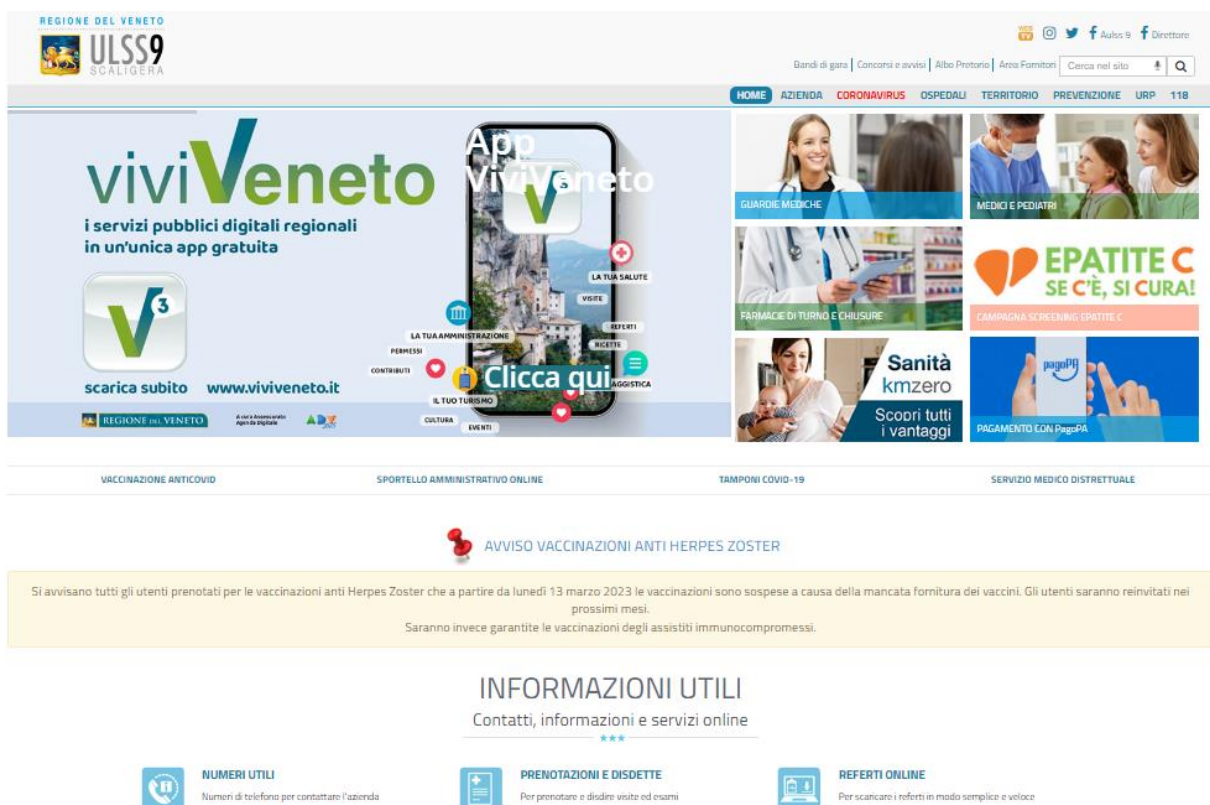 REGIONE DEL VENETO
ULSS9
SCALIGERA
WEB
TV
Aulss 9
Direttore
Bandi di gara | Concorsi e avvisi | Albo Pretorio | Area Fornitori
Cerca nel sito
HOME AZIENDA CORONAVIRUS OSPEDALI TERRITORIO PREVENZIONE URP 118
viviVeneto
i servizi pubblici digitali regionali
in un'unica app gratuita
V3
scarica subito www.viviveneto.it
REGIONE DEL VENETO
A cura Assessorato
Agenda Digitale
App
ViviVeneto
V3
LA TUA SALUTE
VISITE
REFERTI
RICETTE
LA TUA AMMINISTRAZIONE
PERMESSI
CONTRIBUTI
Clicca qui
IL TUO TURISMO
CULTURA
EVENTI
GUARDIE MEDICHE
MEDICI E PEDIATRI
FARMACIE DI TURNO E CHIUSURE
EPATITE C
SE C'È, SI CURA!
CAMPAGNA SCREENING EPATITE C
Sanità
kmzero
Scopri tutti
i vantaggi
pagoPA
PAGAMENTO CON PagoPA
VACCINAZIONE ANTICOVID
SPORTELLO AMMINISTRATIVO ONLINE
TAMPONI COVID-19
SERVIZIO MEDICO DISTRETTUALE
AVVISO VACCINAZIONI ANTI HERPES ZOSTER
Si avvisano tutti gli utenti prenotati per le vaccinazioni anti Herpes Zoster che a partire da lunedì 13 marzo 2023 le vaccinazioni sono sospese a causa della mancata fornitura dei vaccini. Gli utenti saranno reinvitati nei
prossimi mesi.
Saranno invece garantite le vaccinazioni degli assistiti immunocompromessi.
INFORMAZIONI UTILI
Contatti, informazioni e servizi online
NUMERI UTILI
Numeri di telefono per contattare l'azienda
PRENOTAZIONI E DISDETTE
Per prenotare e disdire visite ed esami
REFERTI ONLINE
Per scaricare i referti in modo semplice e veloce